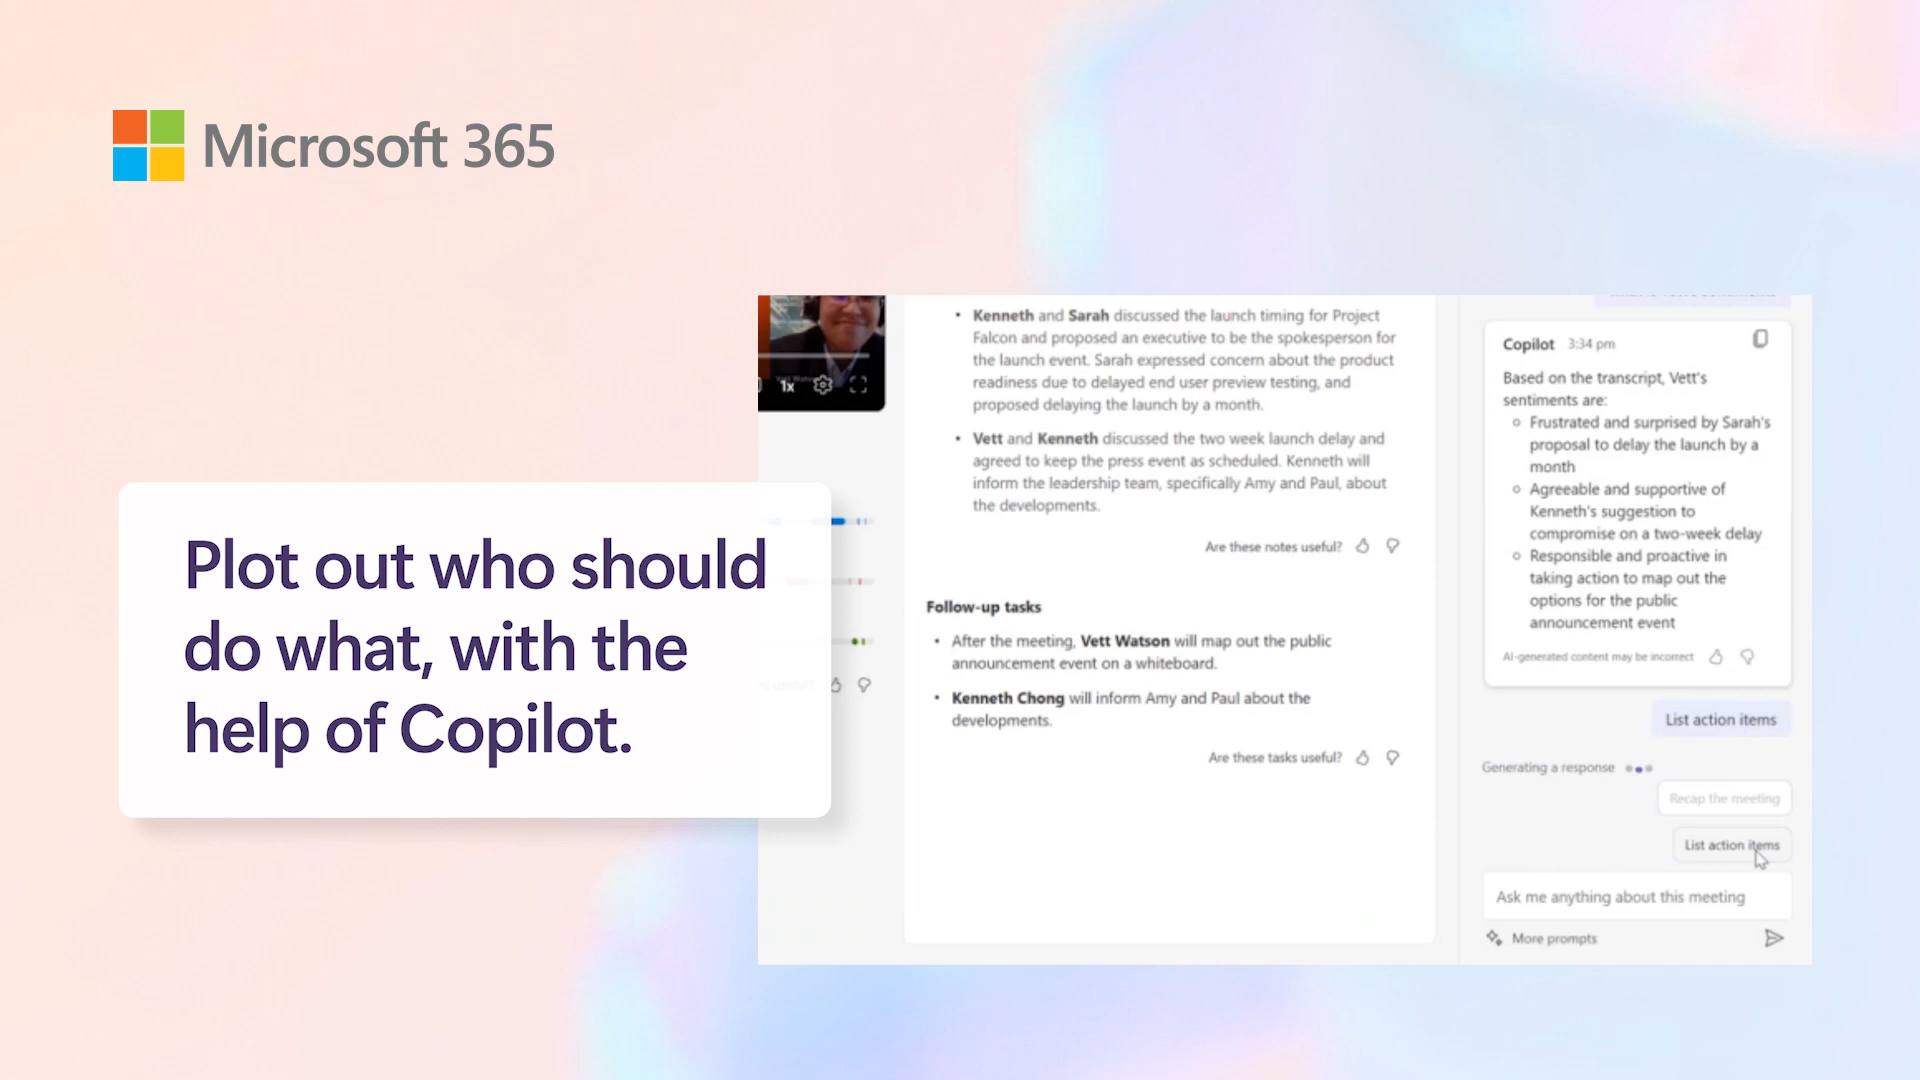 Microsoft 365
Plot out who should
do what, with the
help of Copilot.
1x
Kenneth and Sarah discussed the launch timing for Project
Falcon and proposed an executive to be the spokesperson for
the launch event. Sarah expressed concern about the product
readiness due to delayed end user preview testing, and
proposed delaying the launch by a month.
Vett and Kenneth discussed the two week launch delay and
agreed to keep the press event as scheduled. Kenneth will
inform the leadership team, specifically Amy and Paul, about
the developments.
Are these notes useful?
Follow-up tasks
After the meeting, Vett Watson will map out the public
announcement event on a whiteboard.
Kenneth Chong will inform Amy and Paul about the
developments.
Are these tasks useful?
Copilot 3:34 pm
Based on the transcript, Vett's
sentiments are:
Frustrated and surprised by Sarah's
proposal to delay the launch by a
month
Agreeable and supportive of
Kenneth's suggestion to
compromise on a two-week delay
Responsible and proactive in
taking action to map out the
options for the public
announcement event
AI-generated content may be incorrect
List action items
Generating a response
Recap the meeting
List action items
Ask me anything about this meeting
More prompts